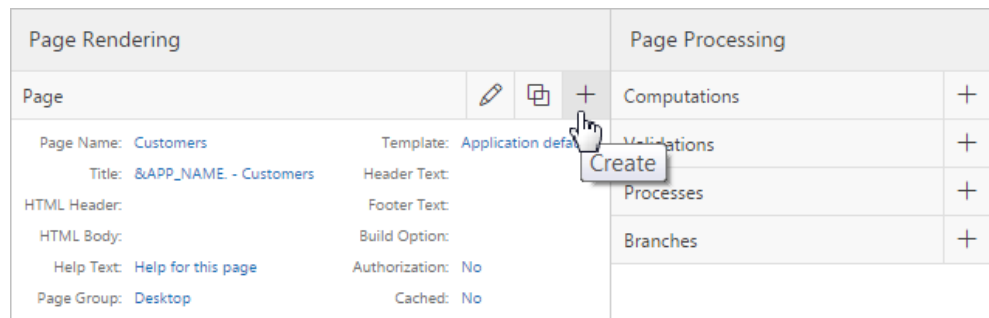 Page Rendering Page Processing
Page Computations
Page Name: Customers Template: Application defa Validations
Create
Title: &APP_NAME. - Customers Header Text:
HTML Header: Footer Text: Processes
HTML Body: Build Option: Branches
Help Text: Help for this page Authorization: No
Page Group: Desktop Cached: No